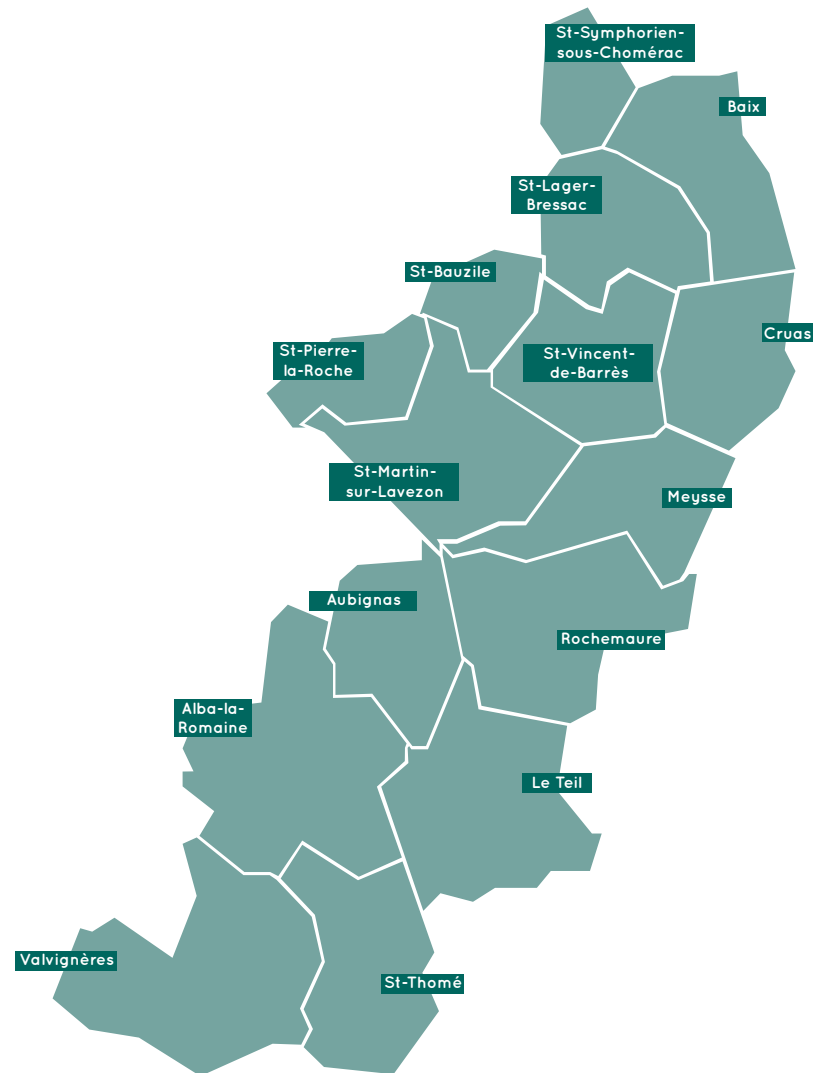 St-Symphorien-
sous-Chomérac
Baix
St-Lager-
Bressac
St-Bauzile
Cruas
St-Pierre-
la-Roche
St-Vincent-
de-Barrès
St-Martin-
sur-Lavezon
Meysse
Aubignas
Rochemaure
Alba-la-
Romaine
Le Teil
Valvignères
St-Thomé